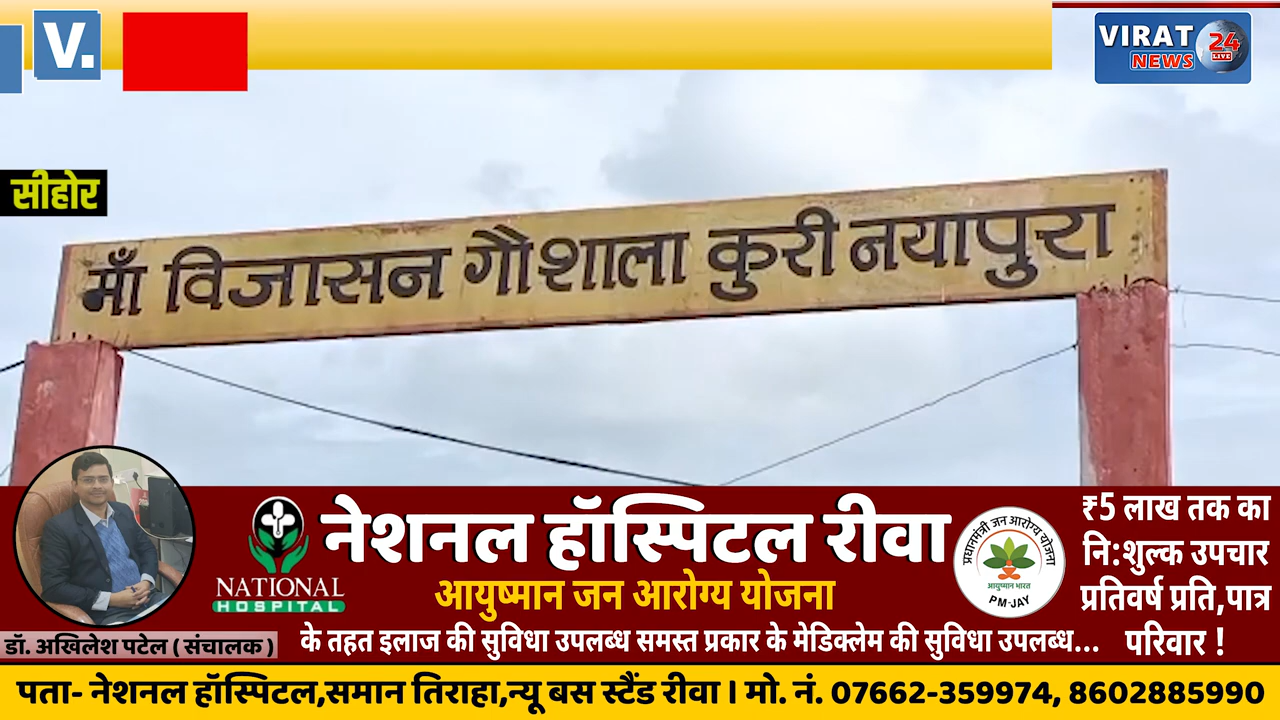 V.
VIRAT 24
NEWS LIVE
सीहोर
माँ विजासन गौशाला कुरी नयापुरा
नेशनल हॉस्पिटल रीवा
आयुष्मान जन आरोग्य योजना
के तहत इलाज की सुविधा उपलब्ध समस्त प्रकार के मेडिक्लेम की सुविधा उपलब्ध...
NATIONAL
HOSPITAL
प्रधानमंत्री जन आरोग्य योजना
आयुष्मान भारत
PM-JAY
₹5 लाख तक का
नि:शुल्क उपचार
प्रतिवर्ष प्रति,पात्र
परिवार !
डॉ. अखिलेश पटेल ( संचालक )
पता- नेशनल हॉस्पिटल,समान तिराहा,न्यू बस स्टैंड रीवा । मो. नं. 07662-359974, 8602885990